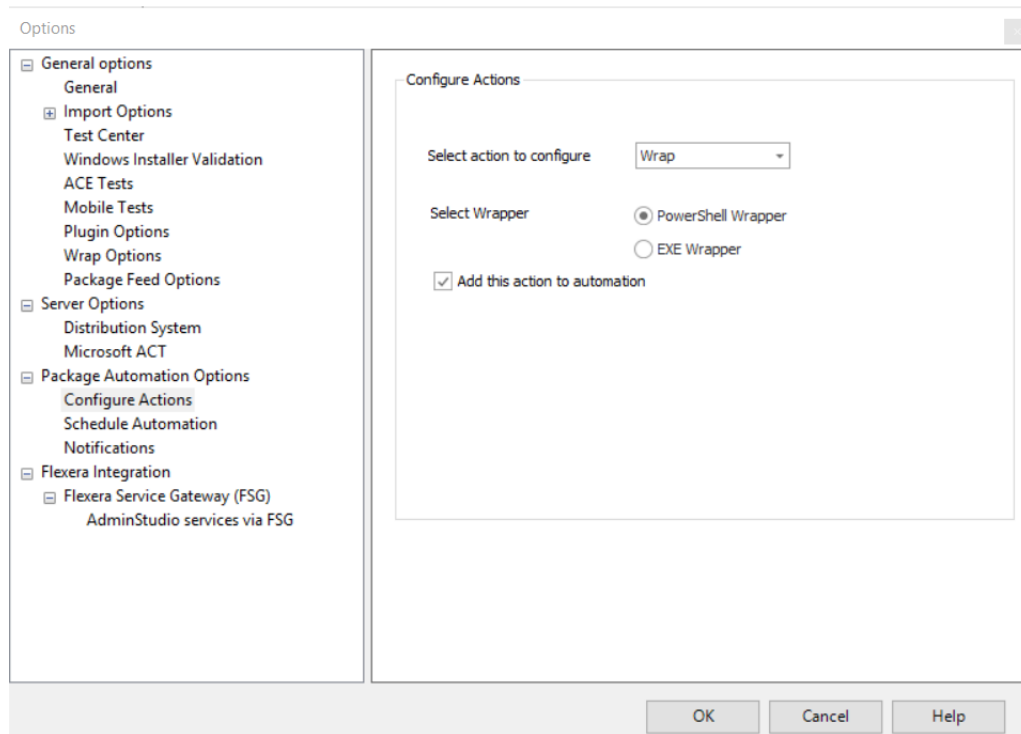 Options
General options
General
Import Options
Test Center
Windows Installer Validation
ACE Tests
Mobile Tests
Plugin Options
Wrap Options
Package Feed Options
Server Options
Distribution System
Microsoft ACT
Package Automation Options
Configure Actions
Schedule Automation
Notifications
Flexera Integration
Flexera Service Gateway (FSG)
AdminStudio services via FSG
Configure Actions
Select action to configure Wrap
Select Wrapper PowerShell Wrapper
EXE Wrapper
Add this action to automation
OK Cancel Help